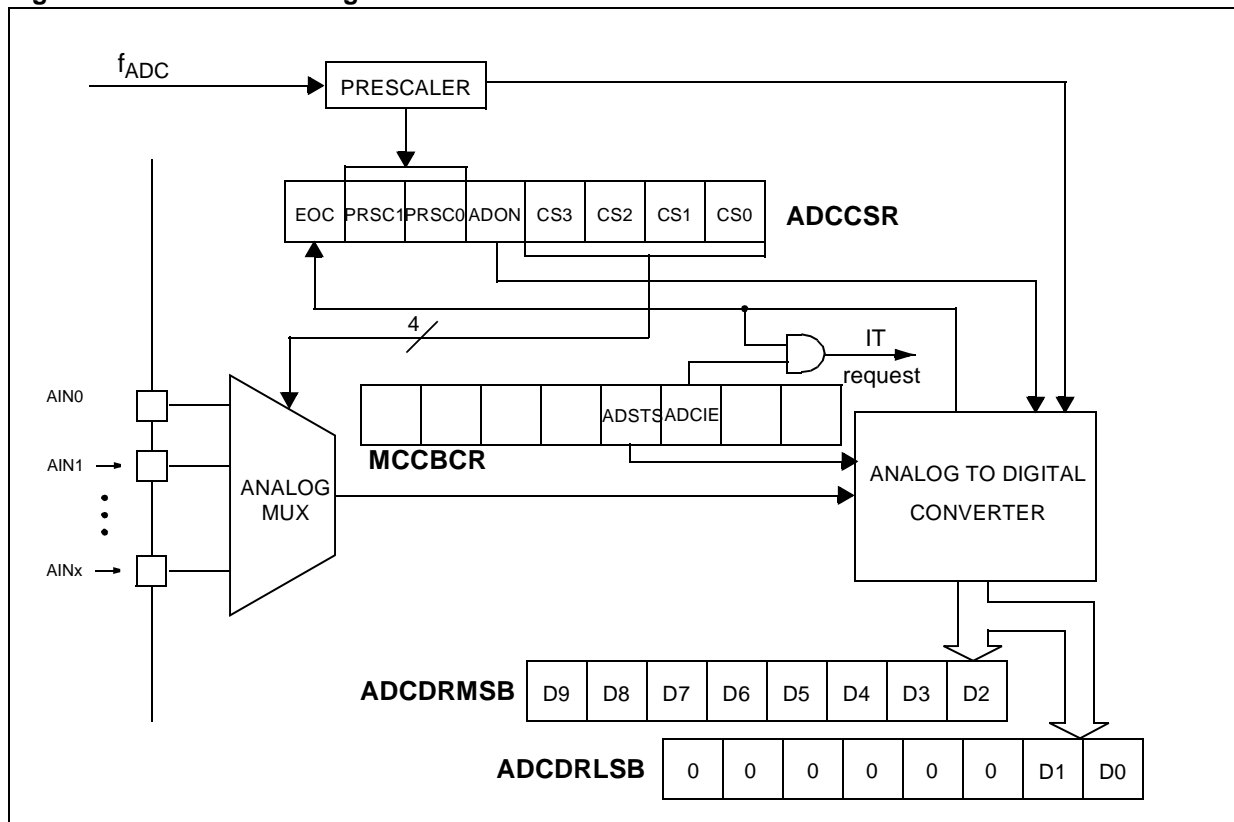 fADC
PRESCALER
EOC PRSC1 PRSC0 ADON CS3 CS2 CS1 CS0 ADCCSR
4
IT
request
AIN0
ADSTS ADCIE
MCCBCR
AIN1
ANALOG
MUX
ANALOG TO DIGITAL
CONVERTER
AINx
ADCDRMSB D9 D8 D7 D6 D5 D4 D3 D2
ADCDRLSB 0 0 0 0 0 0 D1 D0